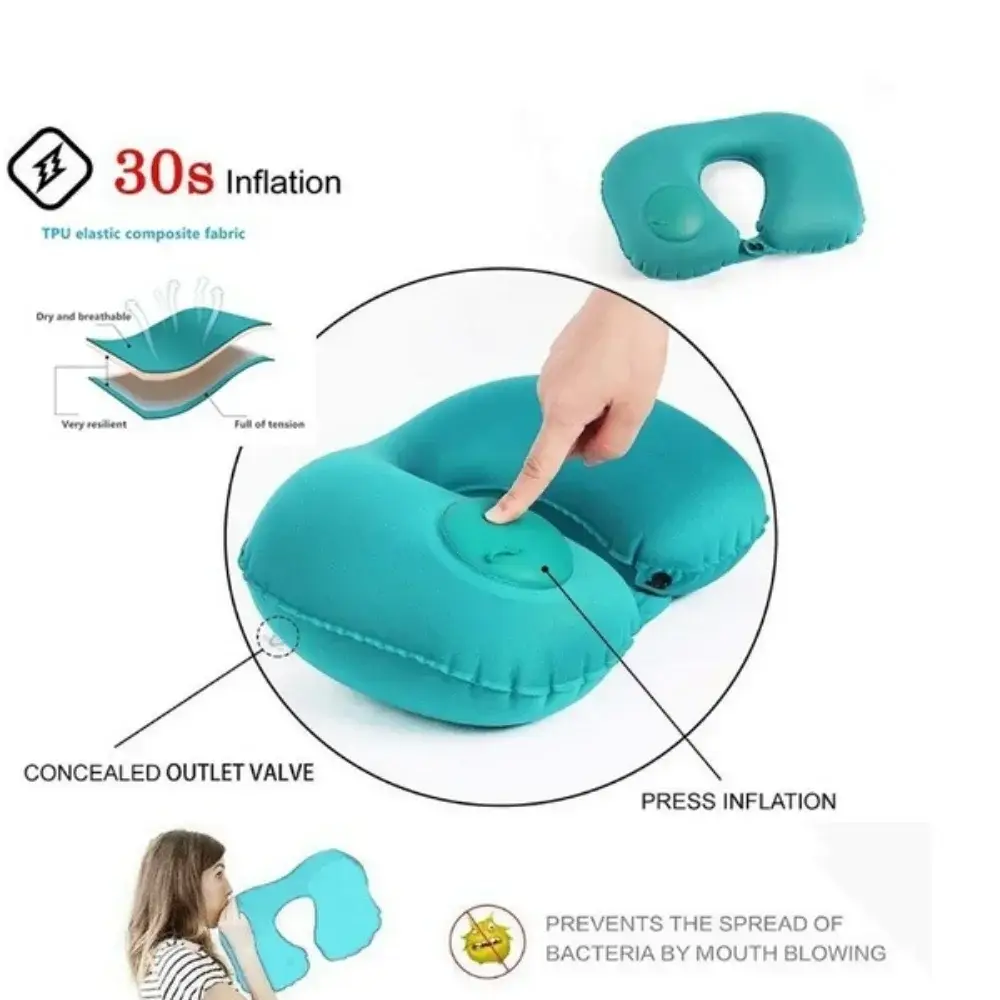 30s Inflation
TPU elastic composite fabric
Dry and breathable
Very resilient
Full of tension
CONCEALED OUTLET VALVE
PRESS INFLATION
PREVENTS THE SPREAD OF
BACTERIA BY MOUTH BLOWING